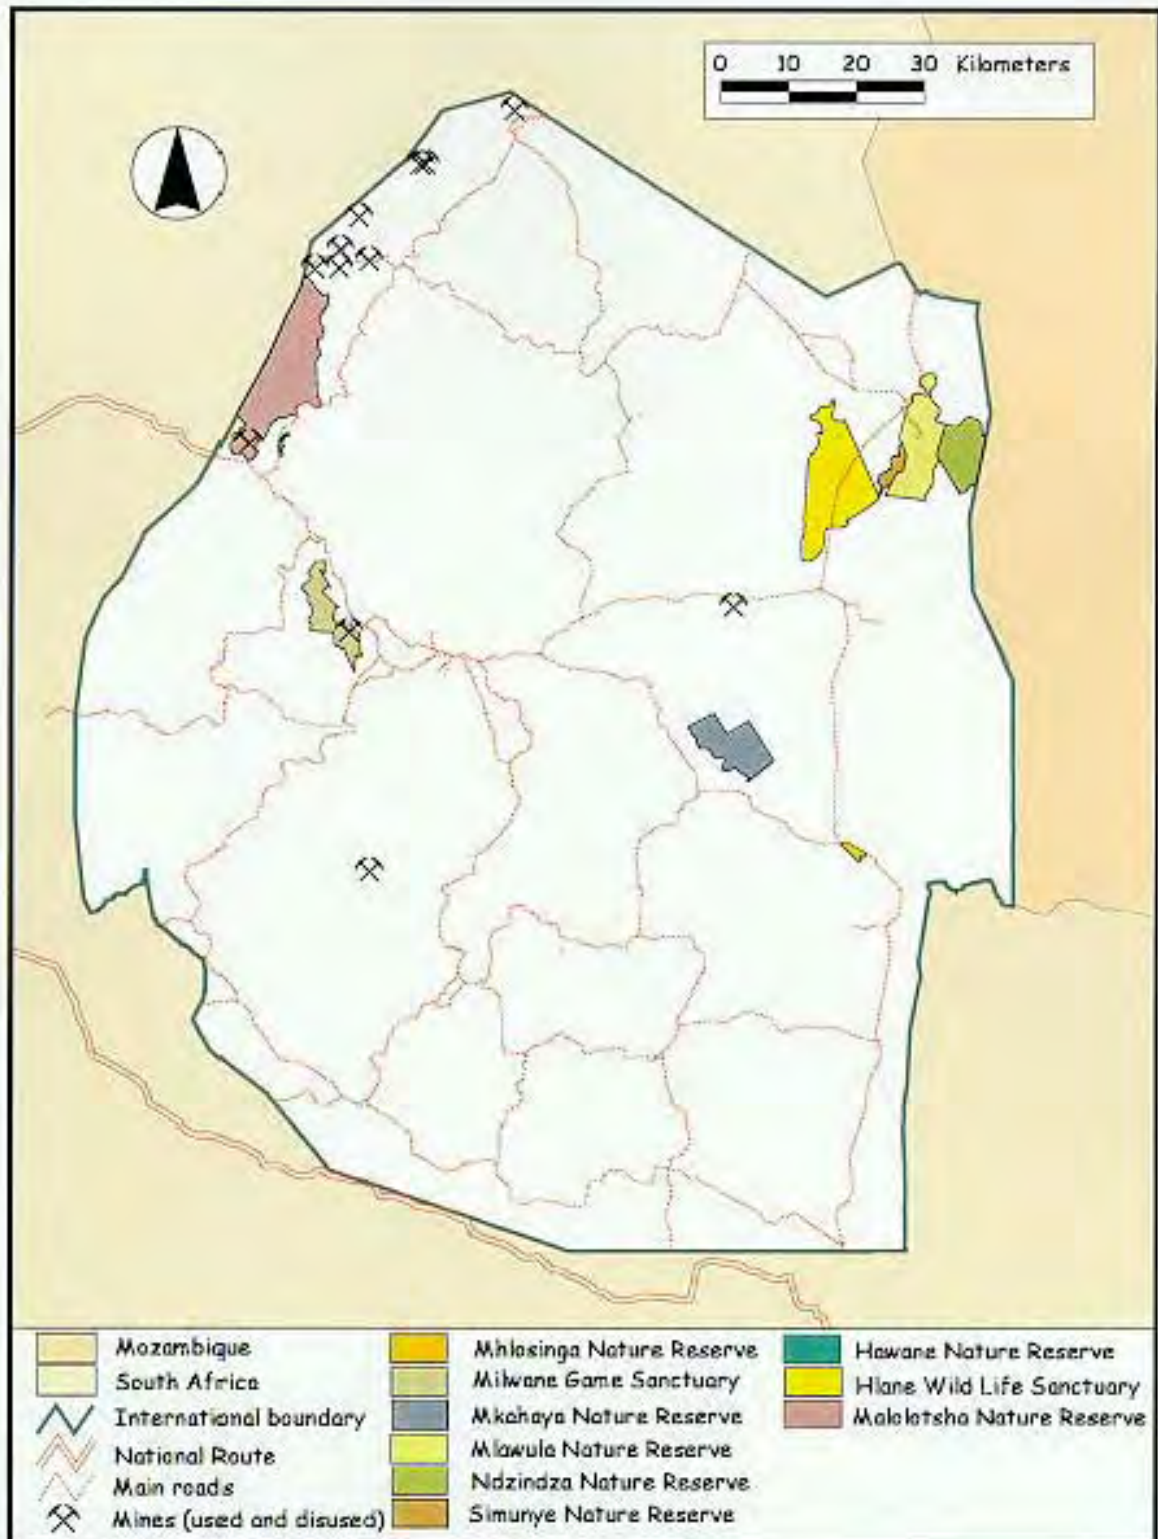 0 10 20 30 Kilometers
Mozambique
South Africa
International boundary
National Route
Main roads
Mines (used and disused)
Mhlosinga Nature Reserve
Milwane Game Sanctuary
Mkahaya Nature Reserve
Mlawula Nature Reserve
Ndzindza Nature Reserve
Simunye Nature Reserve
Hawane Nature Reserve
Hlane Wild Life Sanctuary
Malolotsha Nature Reserve